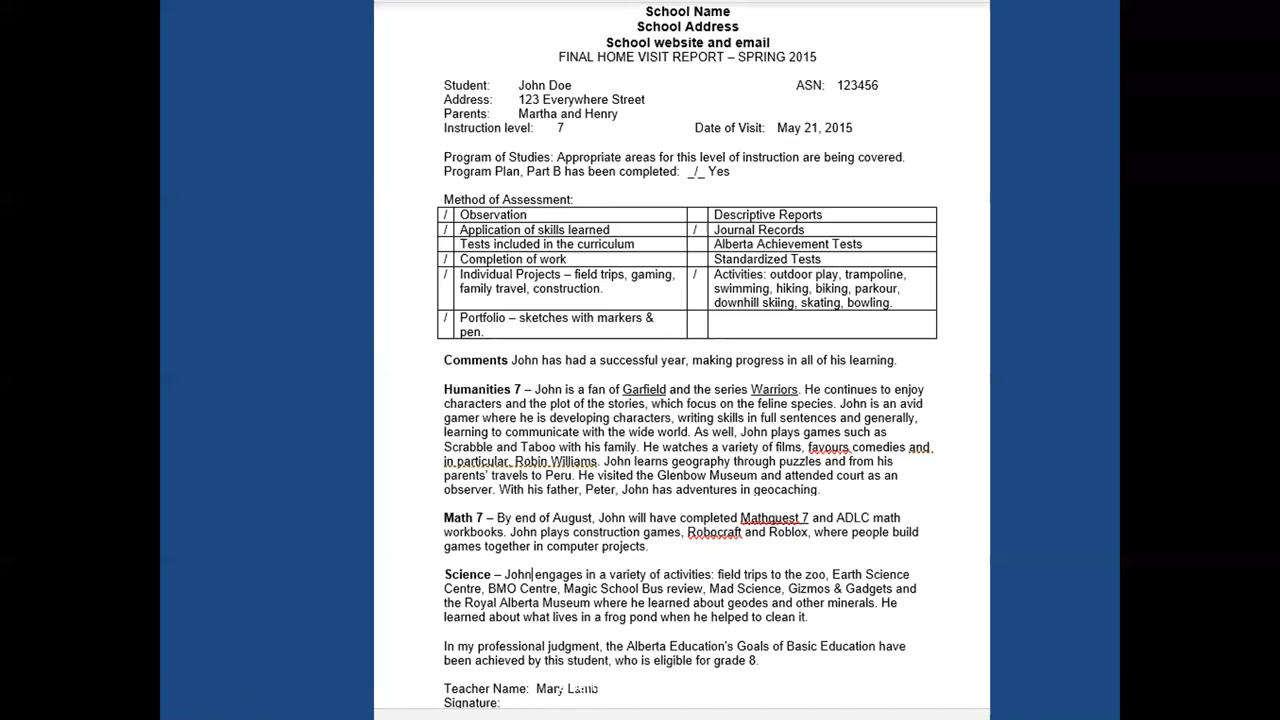 School Name
School Address
School website and email
FINAL HOME VISIT REPORT – SPRING 2015
Student: John Doe ASN: 123456
Address: 123 Everywhere Street
Parents: Martha and Henry
Instruction level: 7 Date of Visit: May 21, 2015
Program of Studies: Appropriate areas for this level of instruction are being covered.
Program Plan, Part B has been completed: _/_ Yes
Method of Assessment:
/ Observation Descriptive Reports
/ Application of skills learned / Journal Records
Tests included in the curriculum Alberta Achievement Tests
/ Completion of work Standardized Tests
/ Individual Projects – field trips, gaming, / Activities: outdoor play, trampoline,
family travel, construction. swimming, hiking, biking, parkour,
downhill skiing, skating, bowling.
/ Portfolio – sketches with markers &
pen.
Comments John has had a successful year, making progress in all of his learning.
Humanities 7 – John is a fan of Garfield and the series Warriors. He continues to enjoy
characters and the plot of the stories, which focus on the feline species. John is an avid
gamer where he is developing characters, writing skills in full sentences and generally,
learning to communicate with the wide world. As well, John plays games such as
Scrabble and Taboo with his family. He watches a variety of films, favours comedies and
in particular, Robin Williams. John learns geography through puzzles and from his
parents' travels to Peru. He visited the Glenbow Museum and attended court as an
observer. With his father, Peter, John has adventures in geocaching.
Math 7 – By end of August, John will have completed Mathquest 7 and ADLC math
workbooks. John plays construction games, Robocraft and Roblox, where people build
games together in computer projects.
Science – John engages in a variety of activities: field trips to the zoo, Earth Science
Centre, BMO Centre, Magic School Bus review, Mad Science, Gizmos & Gadgets and
the Royal Alberta Museum where he learned about geodes and other minerals. He
learned about what lives in a frog pond when he helped to clean it.
In my professional judgment, the Alberta Education's Goals of Basic Education have
been achieved by this student, who is eligible for grade 8.
Teacher Name: Mary Lamb
Signature: